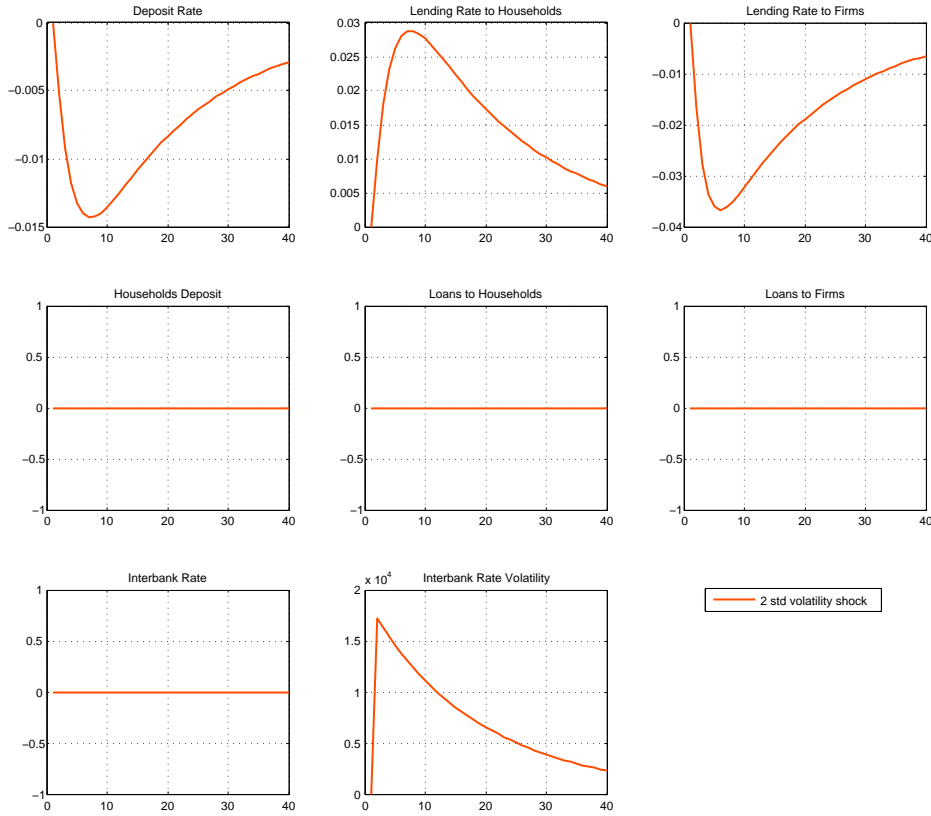 Deposit Rate
0
−0.005
−0.01
−0.015
0 10 20 30 40
Lending Rate to Households
0.03
0.025
0.02
0.015
0.01
0.005
0
0 10 20 30 40
Lending Rate to Firms
0
−0.01
−0.02
−0.03
−0.04
0 10 20 30 40
Households Deposit
1
0.5
0
−0.5
−1
0 10 20 30 40
Loans to Households
1
0.5
0
−0.5
−1
0 10 20 30 40
Loans to Firms
1
0.5
0
−0.5
−1
0 10 20 30 40
Interbank Rate
1
0.5
0
−0.5
−1
0 10 20 30 40
x 10^4 Interbank Rate Volatility
2
1.5
1
0.5
0
0 10 20 30 40
2 std volatility shock